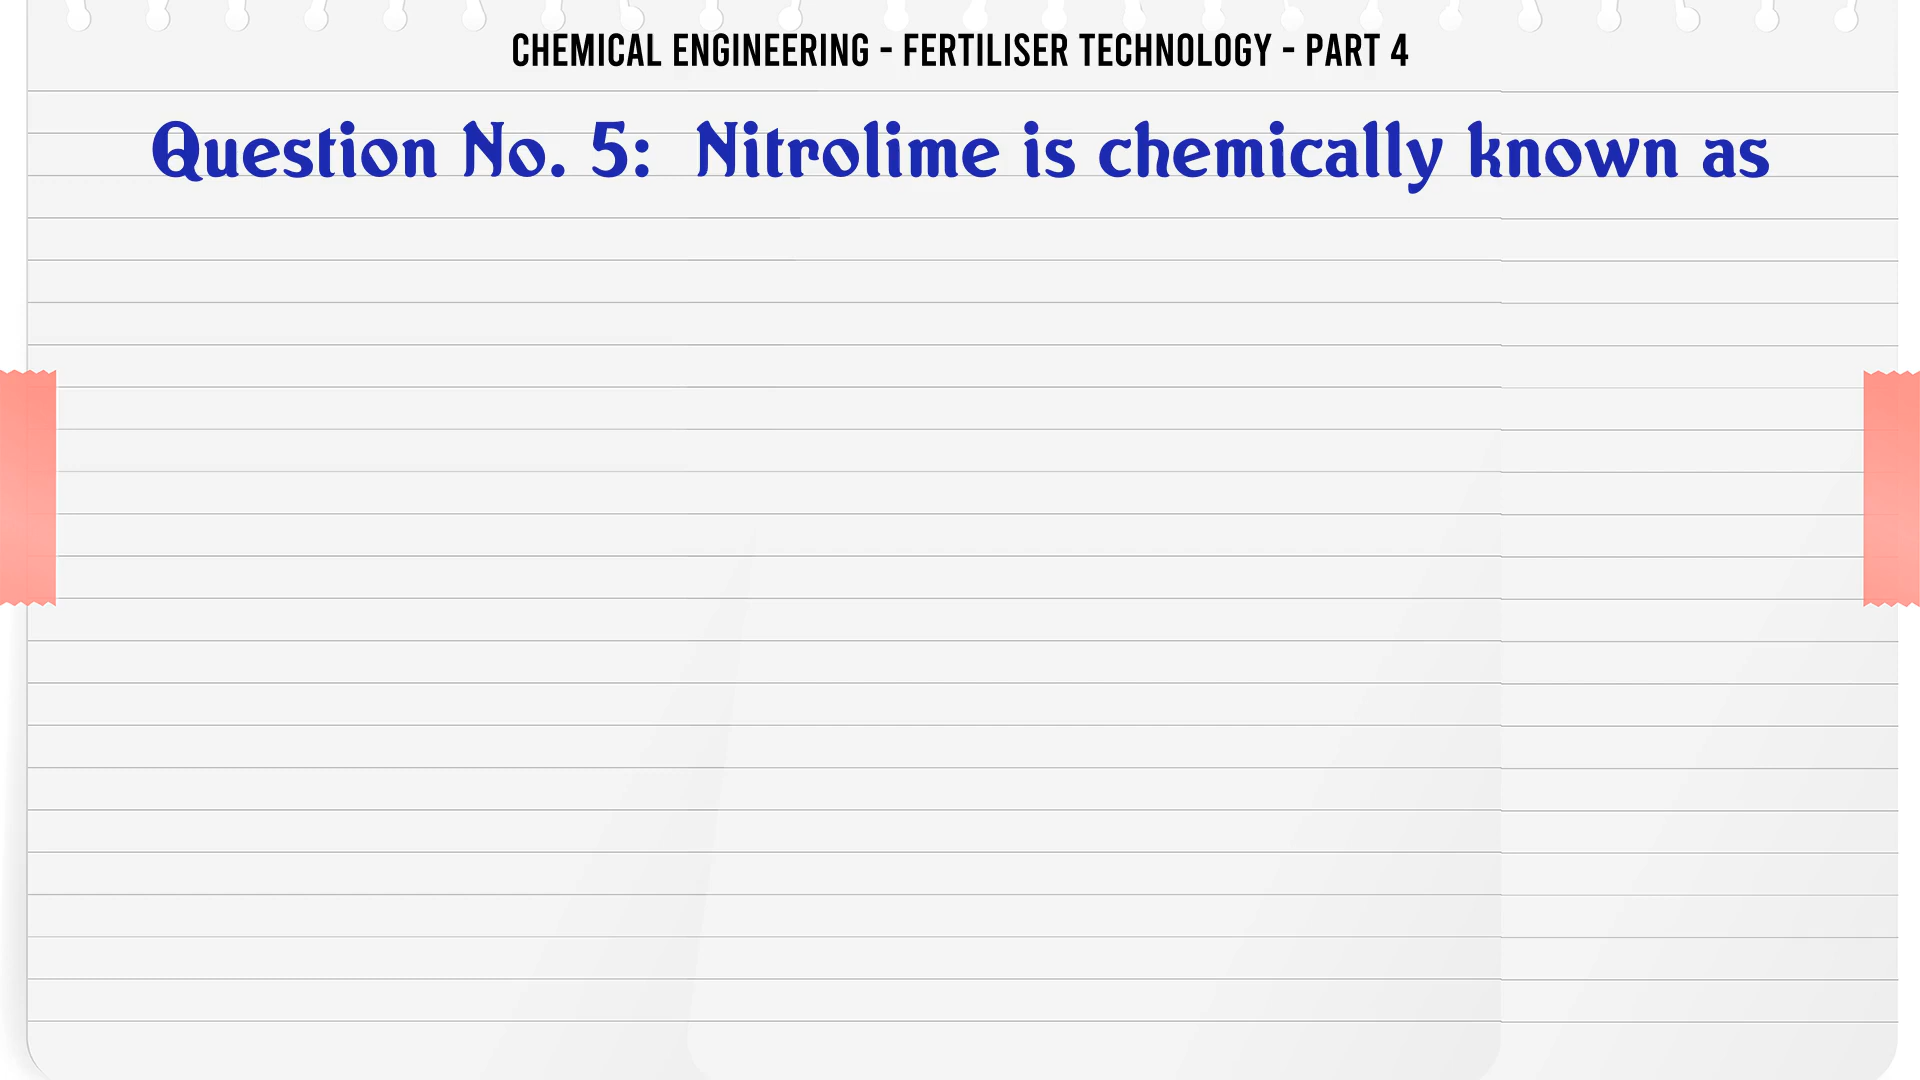 CHEMICAL ENGINEERING - FERTILISER TECHNOLOGY - PART 4
Question No. 5: Nitrolime is chemically known as